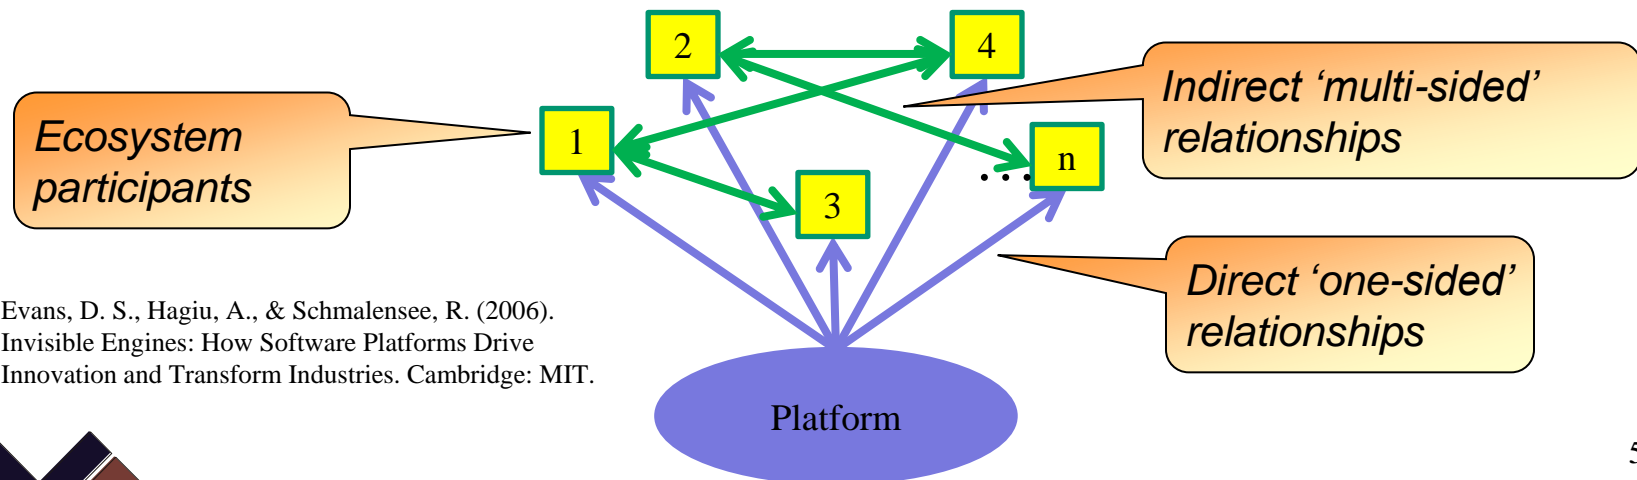 2
4
Indirect ‘multi-sided’
relationships
Ecosystem
participants
1
n
...
3
Direct ‘one-sided’
relationships
Evans, D. S., Hagiu, A., & Schmalensee, R. (2006).
Invisible Engines: How Software Platforms Drive
Innovation and Transform Industries. Cambridge: MIT.
Platform
5